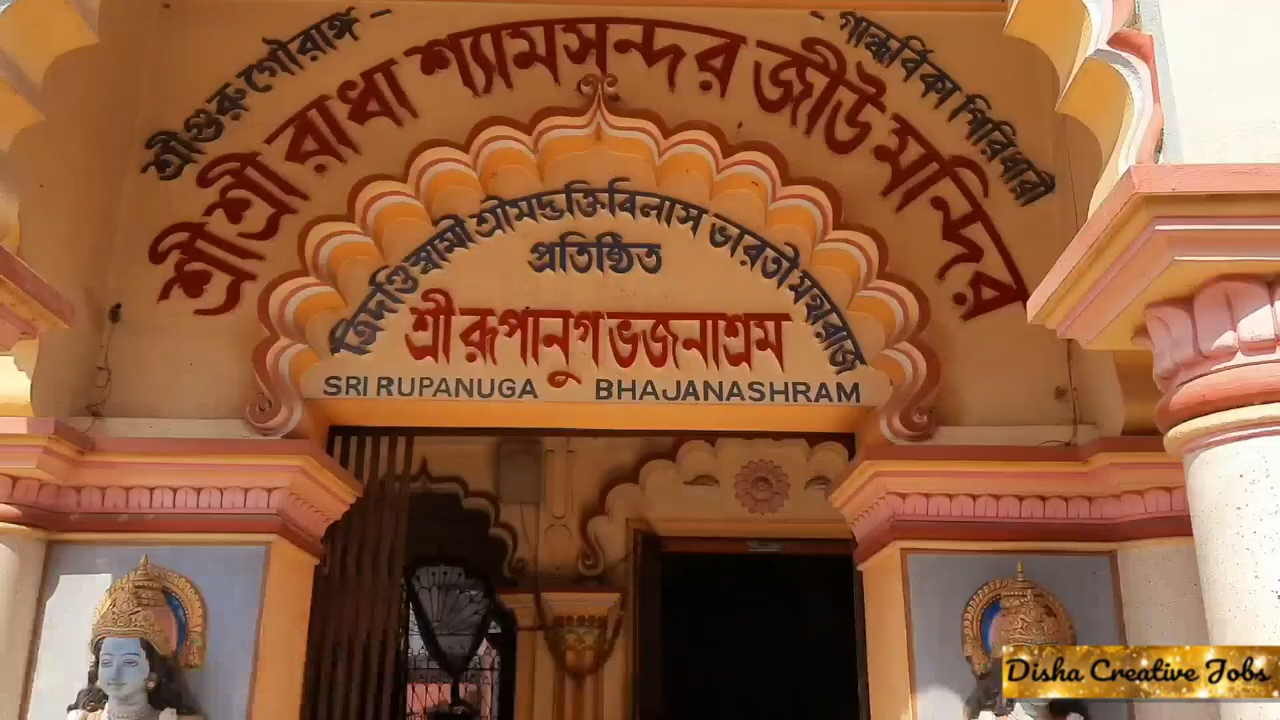 শ্রীগুরু গৌরাঙ্গ - - গান্ধর্বিকা গিরিধারী
শ্রীশ্রী রাধা শ্যামসুন্দর জীউ মন্দির
ত্রিদণ্ডিস্বামী শ্রীমদ্ভক্তিবিলাস ভারতী মহারাজ
প্রতিষ্ঠিত
শ্রী রূপানুগ ভজনাশ্রম
SRI RUPANUGA BHAJANASHRAM
Disha Creative Jobs